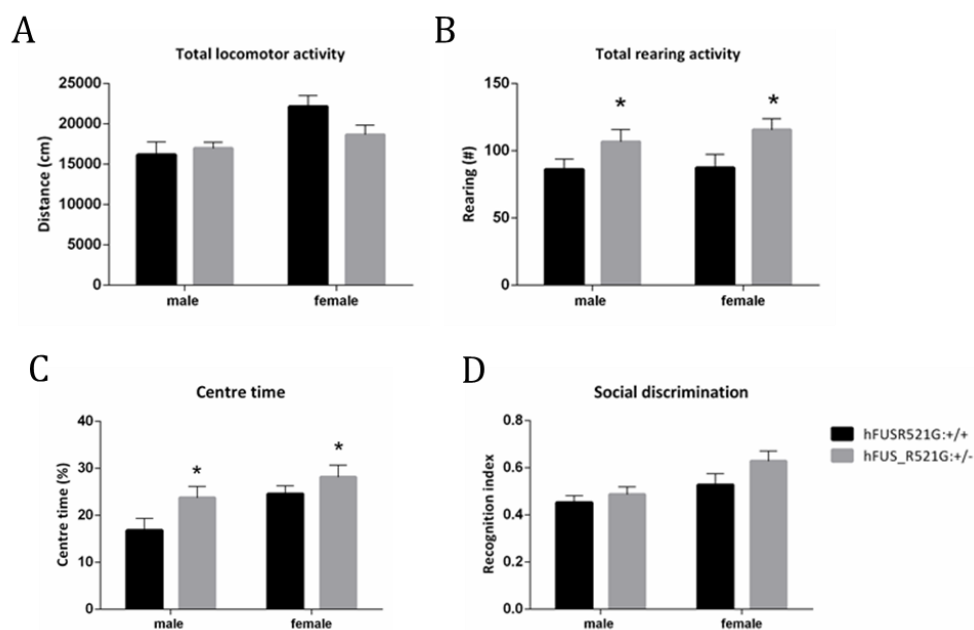 A
Total locomotor activity
25000
20000
15000
10000
5000
0
Distance (cm)
male
female
B
Total rearing activity
150
100
50
0
Rearing (#)
*
*
male
female
C
Centre time
40
30
20
10
0
Centre time (%)
*
*
male
female
D
Social discrimination
0.8
0.6
0.4
0.2
0.0
Recognition index
male
female
hFUSR521G:+/+
hFUS_R521G:+/-